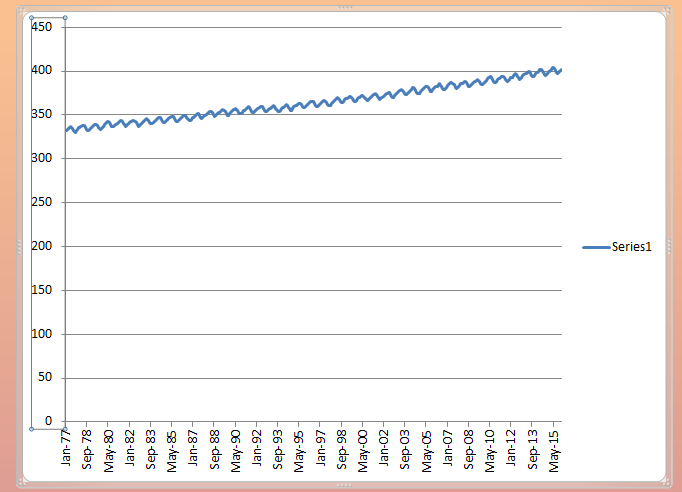 450
400
350
300
250
200
150
100
50
0
Series1
Jan-77
Sep-78
May-80
Jan-82
Sep-83
May-85
Jan-87
Sep-88
May-90
Jan-92
Sep-93
May-95
Jan-97
Sep-98
May-00
Jan-02
Sep-03
May-05
Jan-07
Sep-08
May-10
Jan-12
Sep-13
May-15